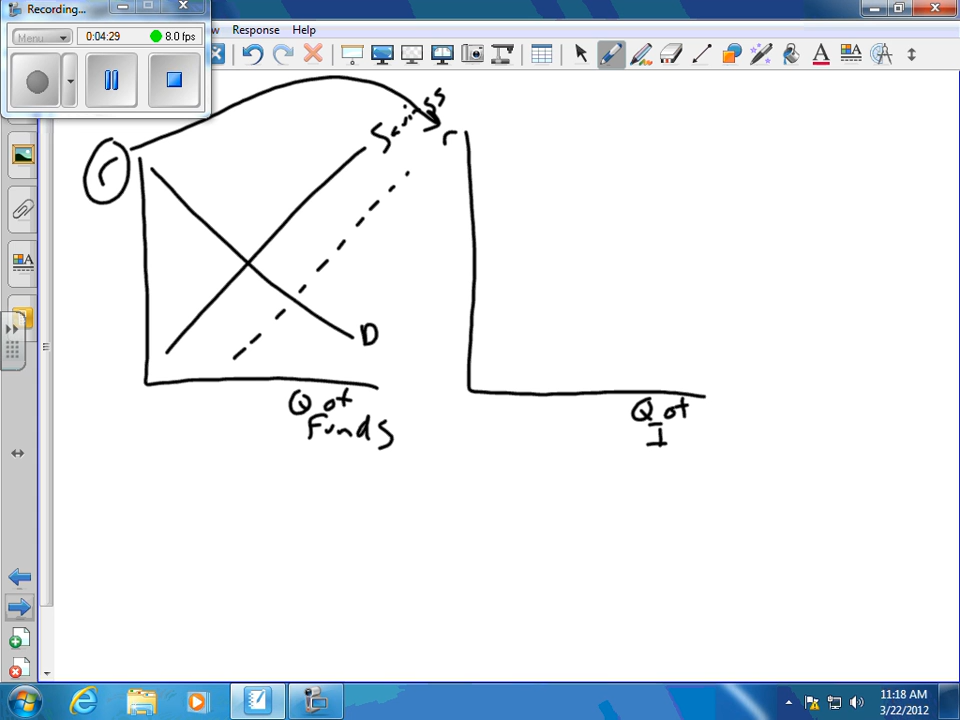 Recording...
Menu
0:04:29
8.0 fps
w Response Help
Savings
r
r
D
Q of
Funds
Q of
I
11:18 AM
3/22/2012